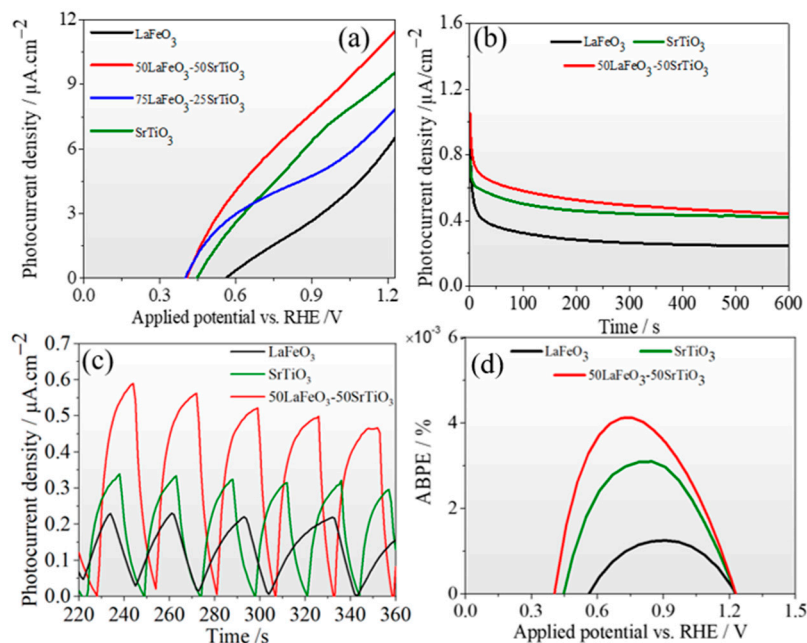 (a)
LaFeO3
50LaFeO3-50SrTiO3
75LaFeO3-25SrTiO3
SrTiO3
Photocurrent density / μA.cm-2
12
9
6
3
0
0.0 0.3 0.6 0.9 1.2
Applied potential vs. RHE /V
(b)
LaFeO3 SrTiO3
50LaFeO3-50SrTiO3
Photocurrent density / μA/cm-2
1.6
1.2
0.8
0.4
0.0
0 100 200 300 400 500 600
Time / s
(c)
LaFeO3
SrTiO3
50LaFeO3-50SrTiO3
Photocurrent density / μA.cm-2
0.7
0.6
0.5
0.4
0.3
0.2
0.1
0.0
220 240 260 280 300 320 340 360
Time /s
×10-3
(d)
LaFeO3 SrTiO3
50LaFeO3-50SrTiO3
ABPE / %
6
4
2
0
0.0 0.3 0.6 0.9 1.2 1.5
Applied potential vs. RHE / V